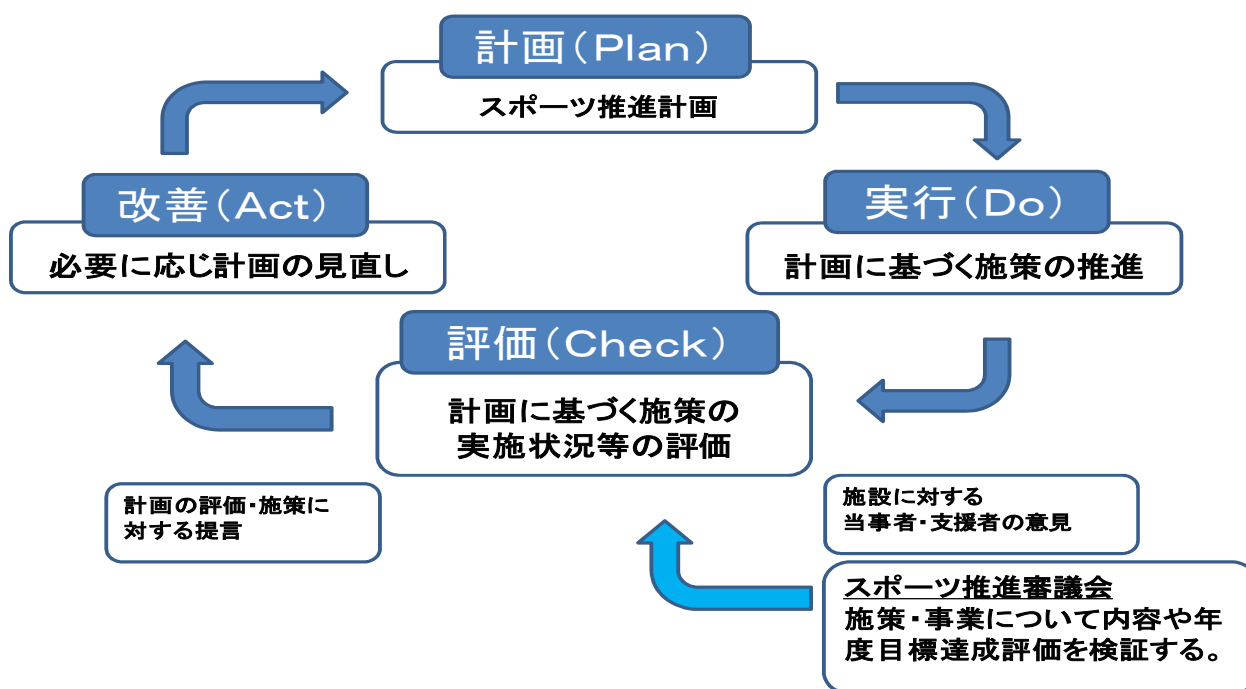 計画（Plan）
スポーツ推進計画
改善（Act）
必要に応じ計画の見直し
実行（Do）
計画に基づく施策の推進
評価（Check）
計画に基づく施策の
実施状況等の評価
計画の評価・施策に
対する提言
施設に対する
当事者・支援者の意見
スポーツ推進審議会
施策・事業について内容や年
度目標達成評価を検証する。